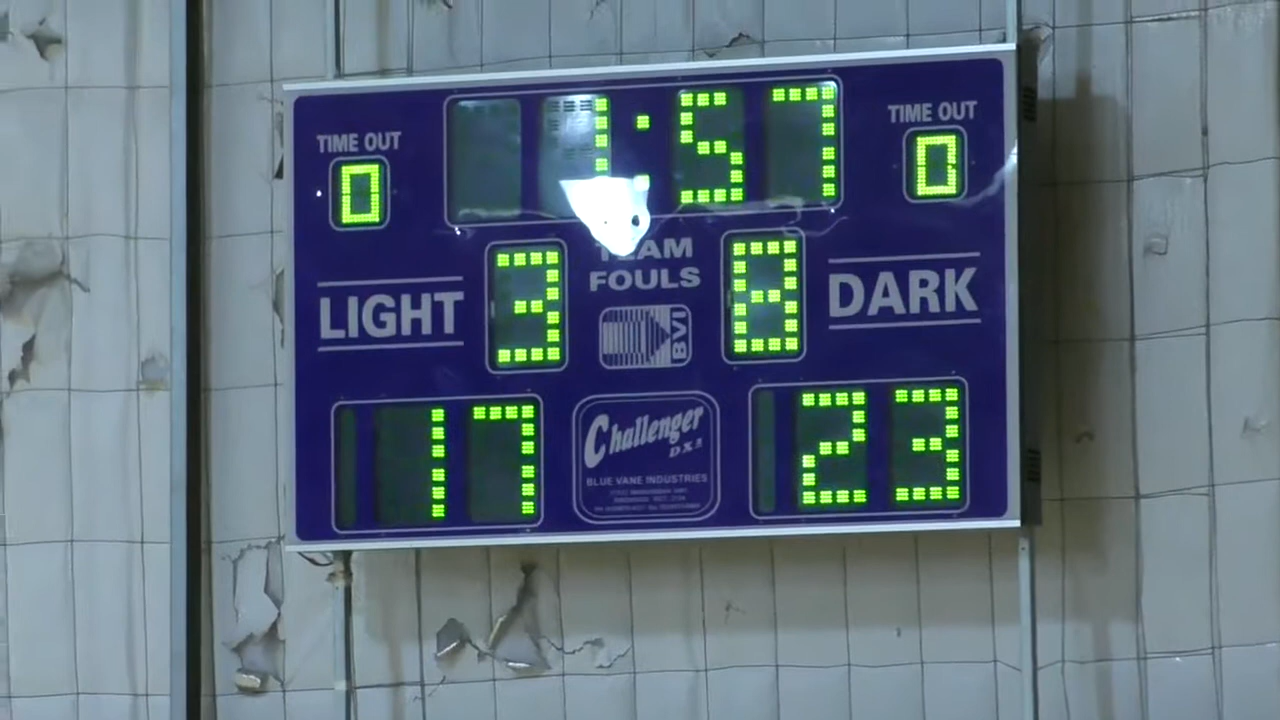 1:57
TIME OUT
0
TIME OUT
0
TEAM
FOULS
3
8
LIGHT
DARK
BVI
17
23
Challenger
DX
BLUE VANE INDUSTRIES